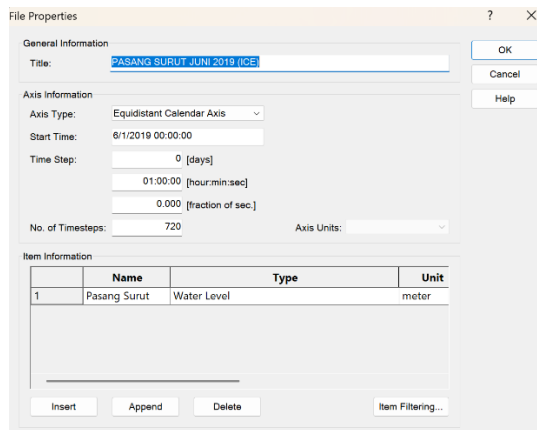 File Properties ? X
General Information
Title: PASANG SURUT JUNI 2019 (ICE)
OK
Cancel
Help
Axis Information
Axis Type: Equidistant Calendar Axis
Start Time: 6/1/2019 00:00:00
Time Step: 0 [days]
01:00:00 [hour:min:sec]
0.000 [fraction of sec.]
No. of Timesteps: 720 Axis Units:
Item Information
Name Type Unit
1 Pasang Surut Water Level meter
Insert Append Delete Item Filtering...